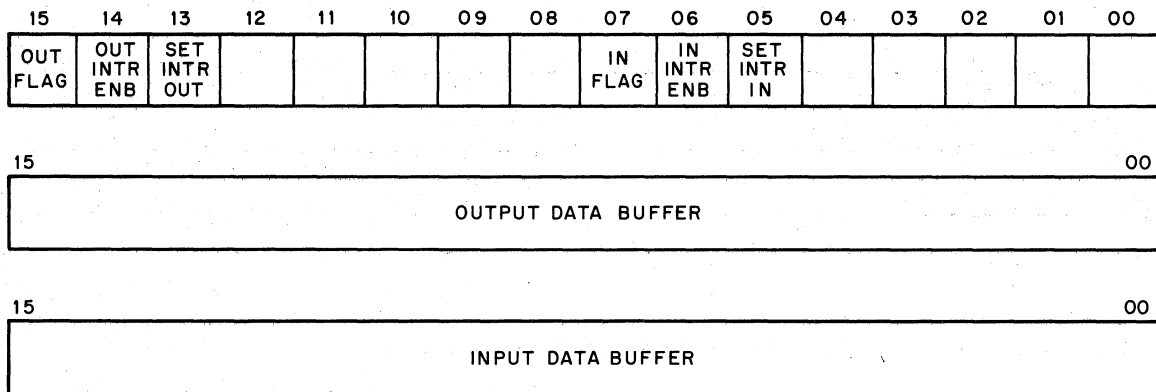 15 14 13 12 11 10 09 08 07 06 05 04 03 02 01 00
OUT FLAG
OUT INTR ENB
SET INTR OUT
IN FLAG
IN INTR ENB
SET INTR IN
15 00
OUTPUT DATA BUFFER
15 00
INPUT DATA BUFFER